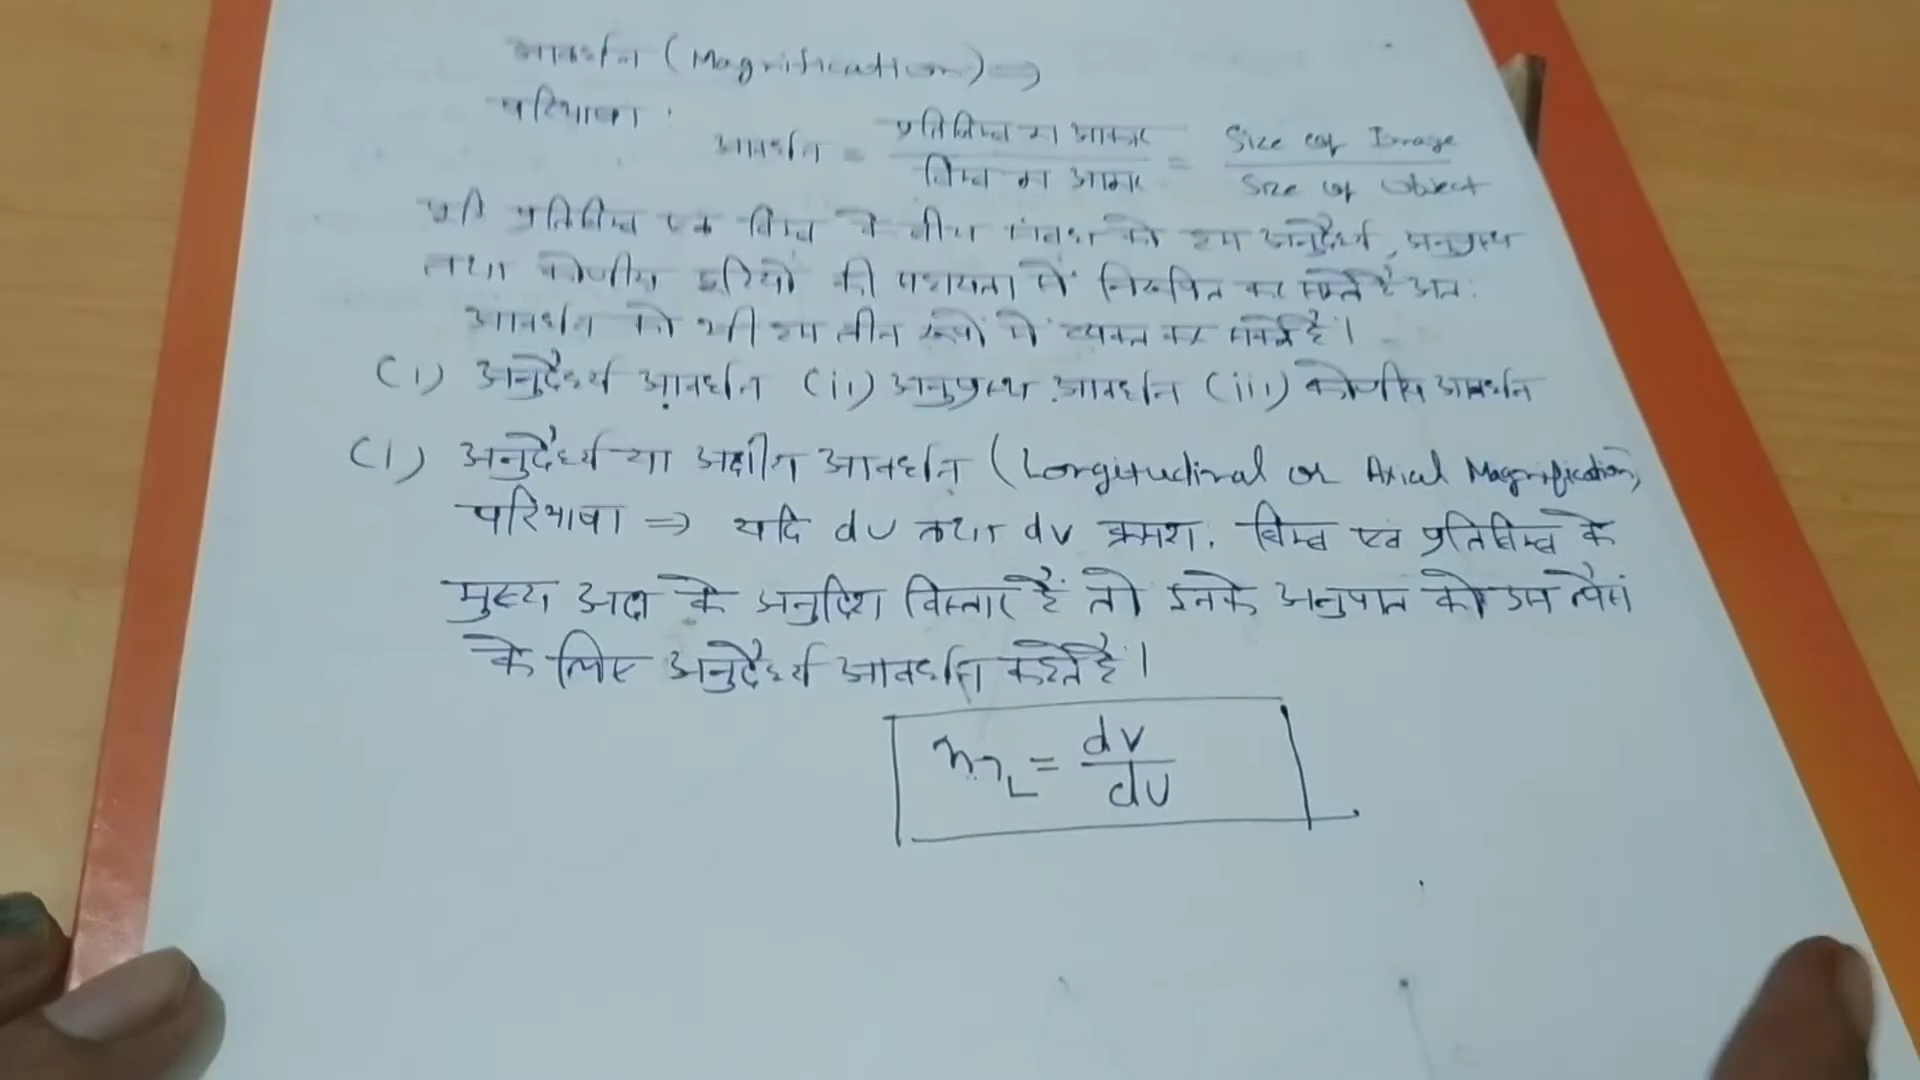 आवर्धन (Magnification) ⇒
परिभाषा :
आवर्धन = प्रतिबिम्ब का आकार / बिम्ब का आकार = Size of Image / Size of Object
प्रतिबिम्ब एवं बिम्ब के बीच संबंध को हम अनुदैर्ध्य, अनुप्रस्थ
तथा कोणीय दूरियों की सहायता से निरूपित कर सकते हैं अतः
आवर्धन को भी हम तीन रूपों में व्यक्त कर सकते हैं।
(i) अनुदैर्ध्य आवर्धन (ii) अनुप्रस्थ आवर्धन (iii) कोणीय आवर्धन
(1) अनुदैर्ध्य या अक्षीय आवर्धन (Longitudinal or Axial Magnification)
परिभाषा ⇒ यदि du तथा dv क्रमशः बिम्ब एवं प्रतिबिम्ब के
मुख्य अक्ष के अनुदिश विस्तार हैं तो इनके अनुपात को उस लेंस
के लिए अनुदैर्ध्य आवर्धन कहते हैं।
m_L = dv / du